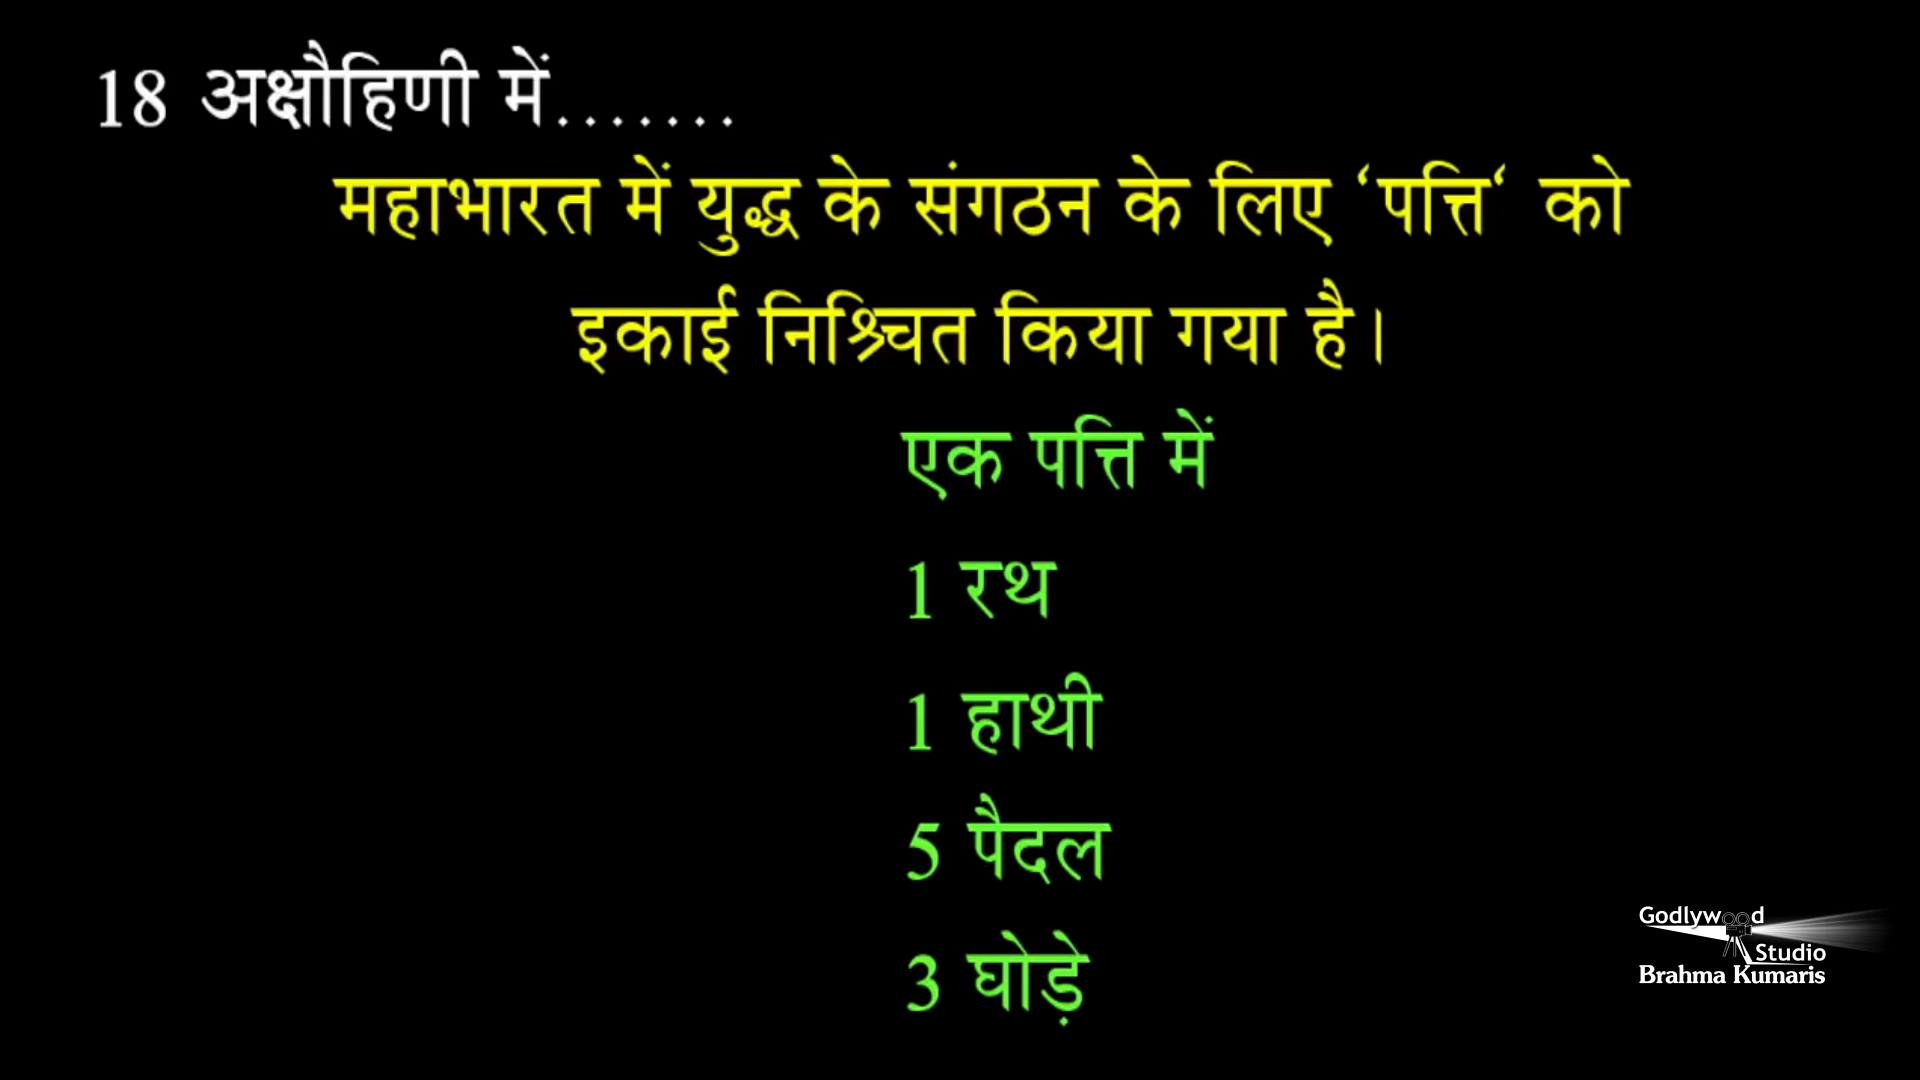 18 अक्षौहिणी में.......
महाभारत में युद्ध के संगठन के लिए ‘पत्ति‘ को
इकाई निश्चित किया गया है।
एक पत्ति में
1 रथ
1 हाथी
5 पैदल
3 घोड़े
Godlywood
Studio
Brahma Kumaris